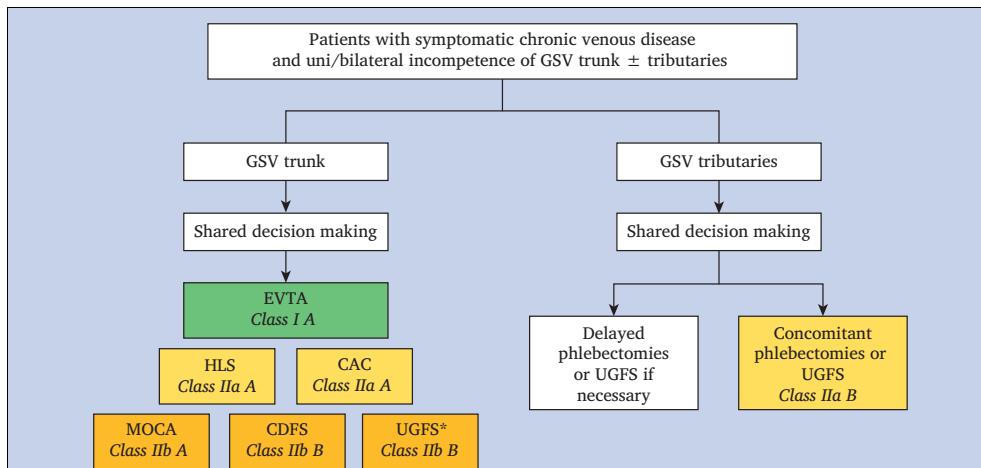 Patients with symptomatic chronic venous disease
and uni/bilateral incompetence of GSV trunk ± tributaries
GSV trunk
GSV tributaries
Shared decision making
Shared decision making
EVTA
Class I A
HLS
Class IIa A
CAC
Class IIa A
MOCA
Class IIb A
CDFS
Class IIb B
UGFS*
Class IIb B
Delayed
phlebectomies
or UGFS if
necessary
Concomitant
phlebectomies or
UGFS
Class IIa B